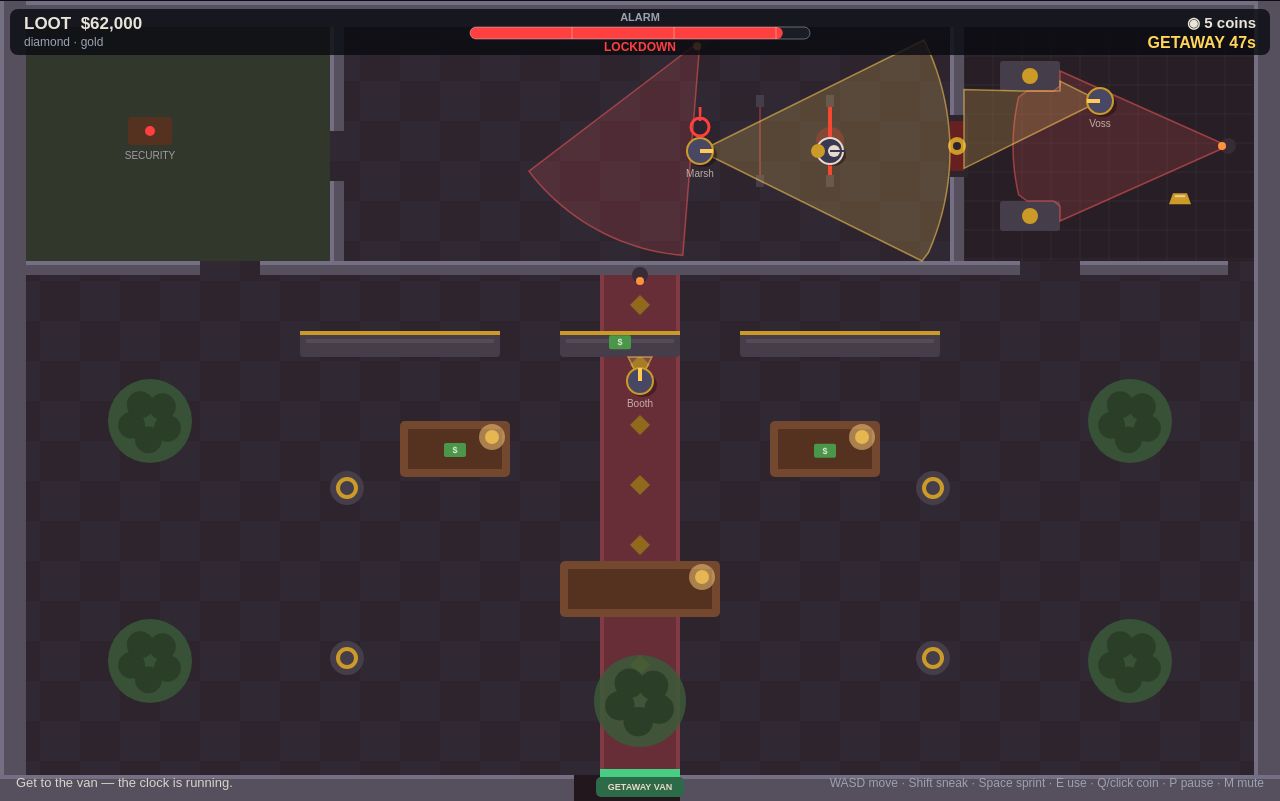 LOOT $62,000
diamond · gold
ALARM
LOCKDOWN
◉ 5 coins
GETAWAY 47s
SECURITY
Marsh
Voss
$
Booth
$
$
GETAWAY VAN
Get to the van — the clock is running.
WASD move · Shift sneak · Space sprint · E use · Q/click coin · P pause · M mute